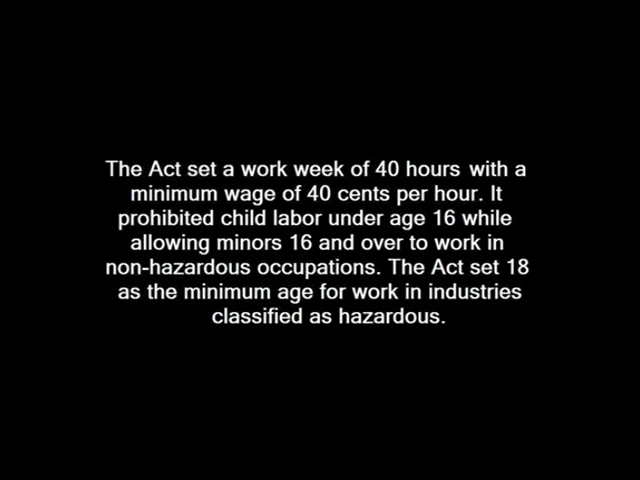 The Act set a work week of 40 hours with a
minimum wage of 40 cents per hour. It
prohibited child labor under age 16 while
allowing minors 16 and over to work in
non-hazardous occupations. The Act set 18
as the minimum age for work in industries
classified as hazardous.